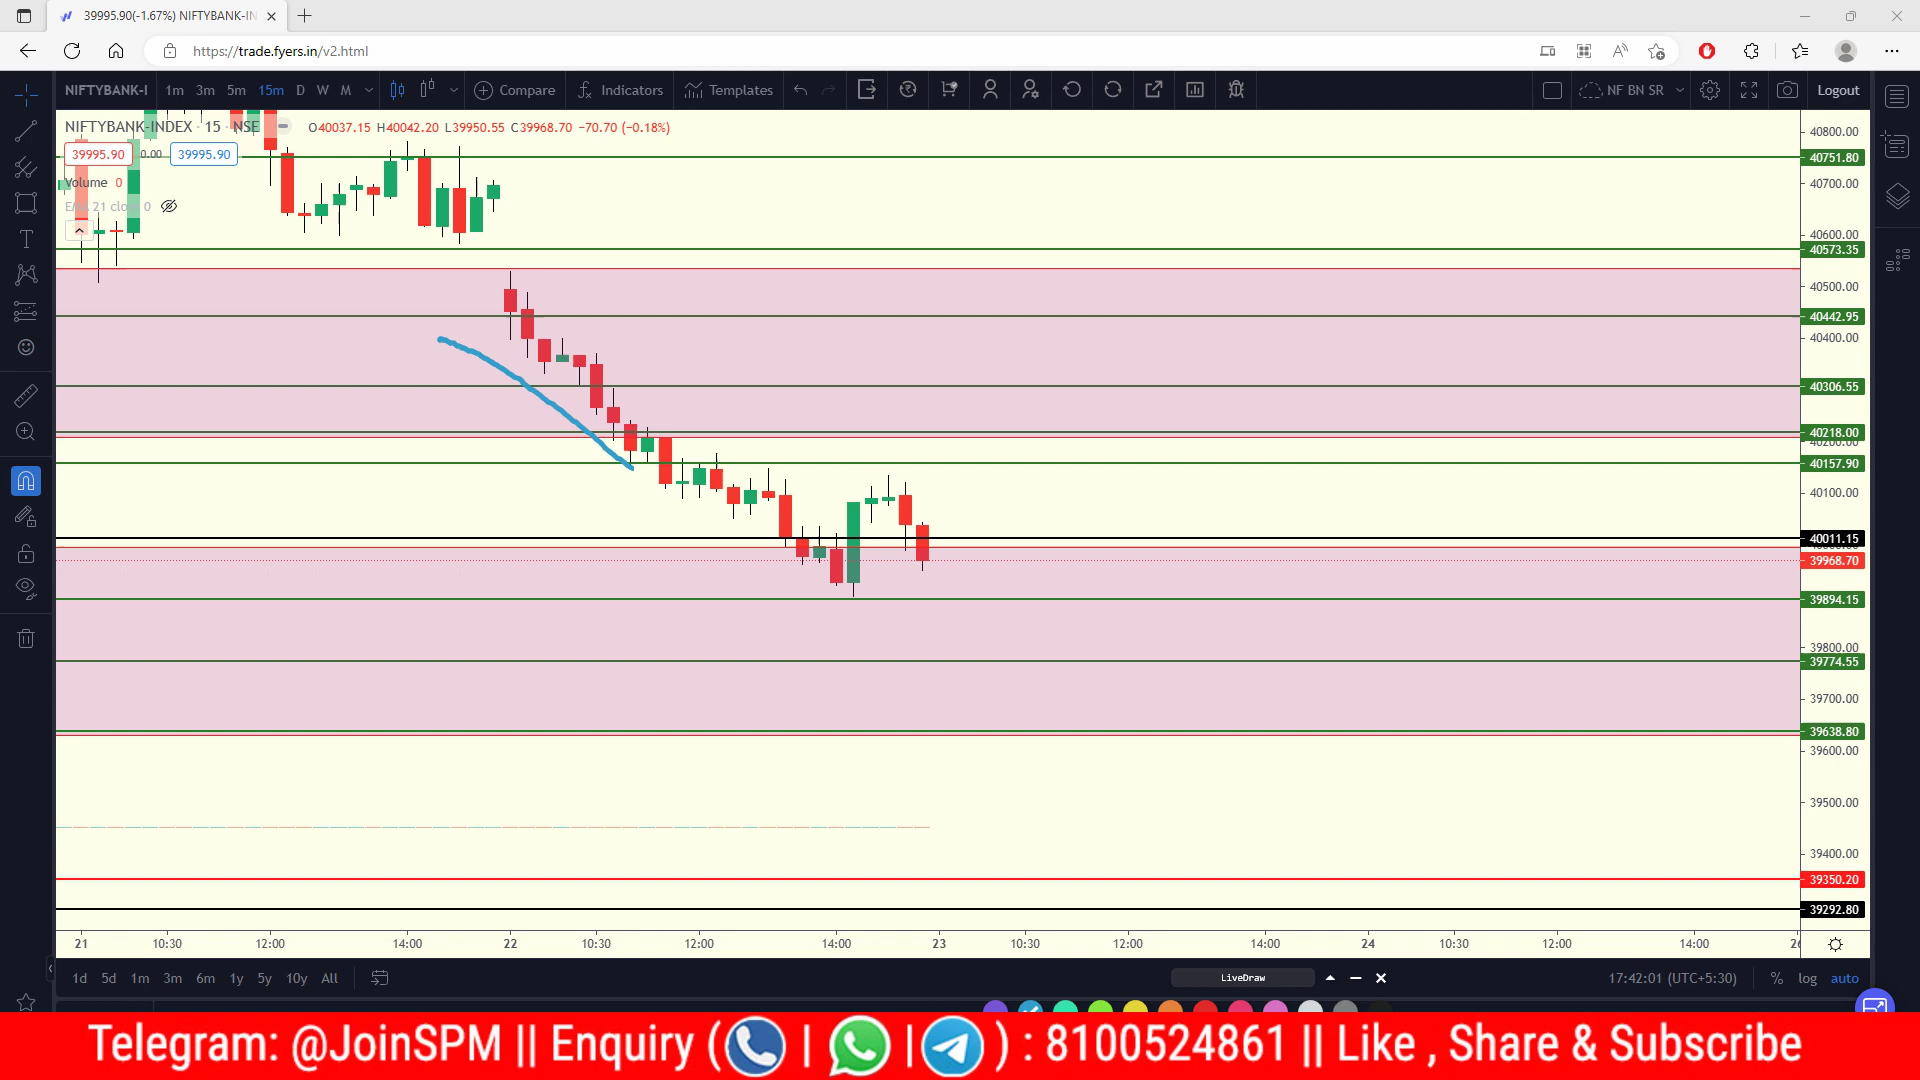 39995.90(-1.67%) NIFTYBANK-IN
https://trade.fyers.in/v2.html
NIFTYBANK-I 1m 3m 5m 15m D W M Compare Indicators Templates NF BN SR Logout
NIFTYBANK-INDEX · 15 · NSE O40037.15 H40042.20 L39950.55 C39968.70 −70.70 (−0.18%)
39995.90 0.00 39995.90
Volume 0
EMA 21 close 0
40800.00
40751.80
40700.00
40600.00
40573.35
40500.00
40442.95
40400.00
40306.55
40218.00
40200.00
40157.90
40100.00
40011.15
39968.70
39894.15
39800.00
39774.55
39700.00
39638.80
39600.00
39500.00
39400.00
39350.20
39292.80
21 10:30 12:00 14:00 22 10:30 12:00 14:00 23 10:30 12:00 14:00 24 10:30 12:00 14:00
1d 5d 1m 3m 6m 1y 5y 10y All LiveDraw 17:42:01 (UTC+5:30) % log auto
Telegram: @JoinSPM || Enquiry ( | | ) : 8100524861 || Like , Share & Subscribe